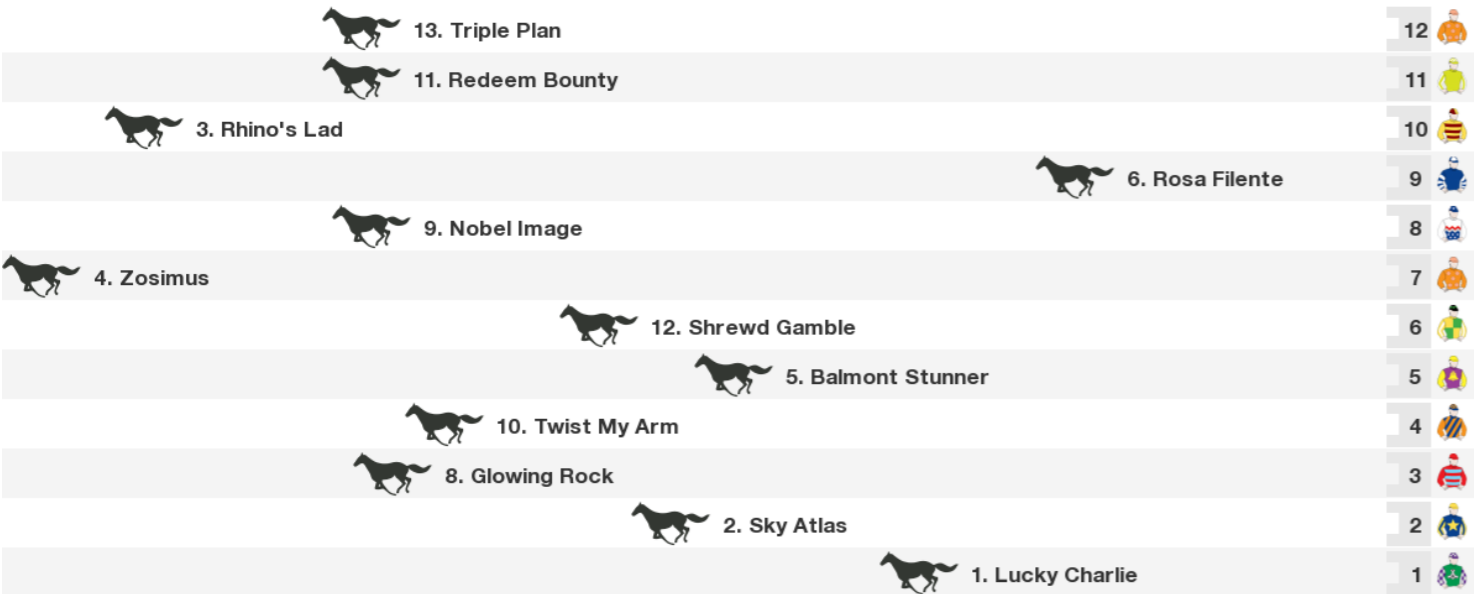 13. Triple Plan 12
11. Redeem Bounty 11
3. Rhino's Lad 10
6. Rosa Filente 9
9. Nobel Image 8
4. Zosimus 7
12. Shrewd Gamble 6
5. Balmont Stunner 5
10. Twist My Arm 4
8. Glowing Rock 3
2. Sky Atlas 2
1. Lucky Charlie 1